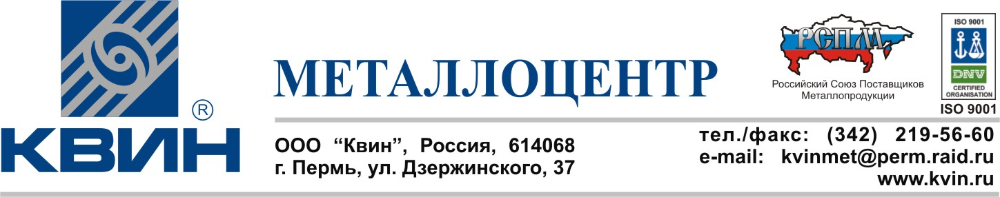 КВИН
®
МЕТАЛЛОЦЕНТР
РСПМ
Российский Союз Поставщиков
Металлопродукции
ISO 9001
DNV
CERTIFIED
ORGANISATION
ISO 9001
ООО “Квин”, Россия, 614068
г. Пермь, ул. Дзержинского, 37
тел./факс: (342) 219-56-60
e-mail: kvinmet@perm.raid.ru
www.kvin.ru